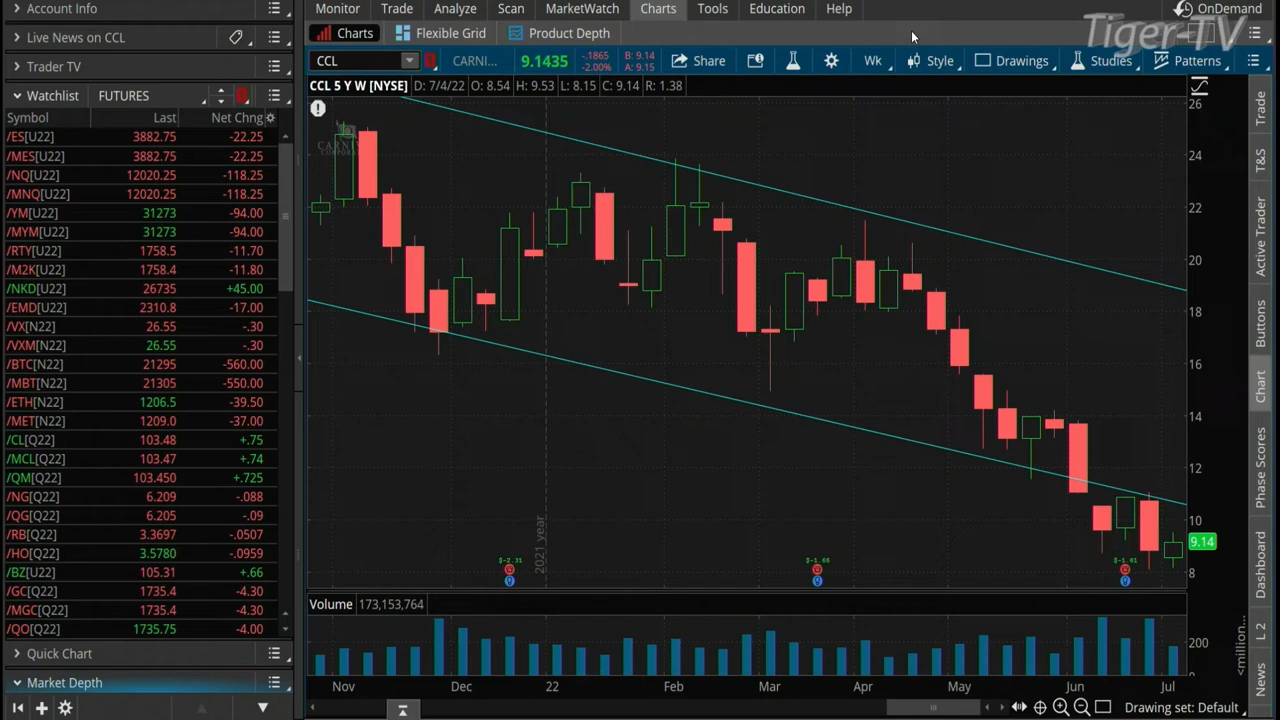 Account Info
Monitor Trade Analyze Scan MarketWatch Charts Tools Education Help OnDemand
Tiger-TV
Live News on CCL
Charts Flexible Grid Product Depth
Trader TV
CCL CARNI... 9.1435 -.1865 -2.00% B: 9.14 A: 9.15 Share Wk Style Drawings Studies Patterns
Watchlist FUTURES
CCL 5 Y W [NYSE] D: 7/4/22 O: 8.54 H: 9.53 L: 8.15 C: 9.14 R: 1.38
Symbol Last Net Chng
/ES[U22] 3882.75 -22.25
/MES[U22] 3882.75 -22.25
/NQ[U22] 12020.25 -118.25
/MNQ[U22] 12020.25 -118.25
/YM[U22] 31273 -94.00
/MYM[U22] 31273 -94.00
/RTY[U22] 1758.5 -11.70
/M2K[U22] 1758.4 -11.80
/NKD[U22] 26735 +45.00
/EMD[U22] 2310.8 -17.00
/VX[N22] 26.55 -.30
/VXM[N22] 26.55 -.30
/BTC[N22] 21295 -560.00
/MBT[N22] 21305 -550.00
/ETH[N22] 1206.5 -39.50
/MET[N22] 1209.0 -37.00
/CL[Q22] 103.48 +.75
/MCL[Q22] 103.47 +.74
/QM[Q22] 103.450 +.725
/NG[Q22] 6.209 -.088
/QG[Q22] 6.205 -.09
/RB[Q22] 3.3697 -.0507
/HO[Q22] 3.5780 -.0959
/BZ[U22] 105.31 +.66
/GC[Q22] 1735.4 -4.30
/MGC[Q22] 1735.4 -4.30
/QO[Q22] 1735.75 -4.00
Quick Chart
Market Depth
26
24
22
20
18
16
14
12
10
9.14
8
2021 year
$-2.31 $-1.66 $-1.61
Volume 173,153,764
200
0
<million...
Nov Dec 22 Feb Mar Apr May Jun Jul
Drawing set: Default
Trade
T&S
Active Trader
Buttons
Chart
Phase Scores
Dashboard
L 2
News